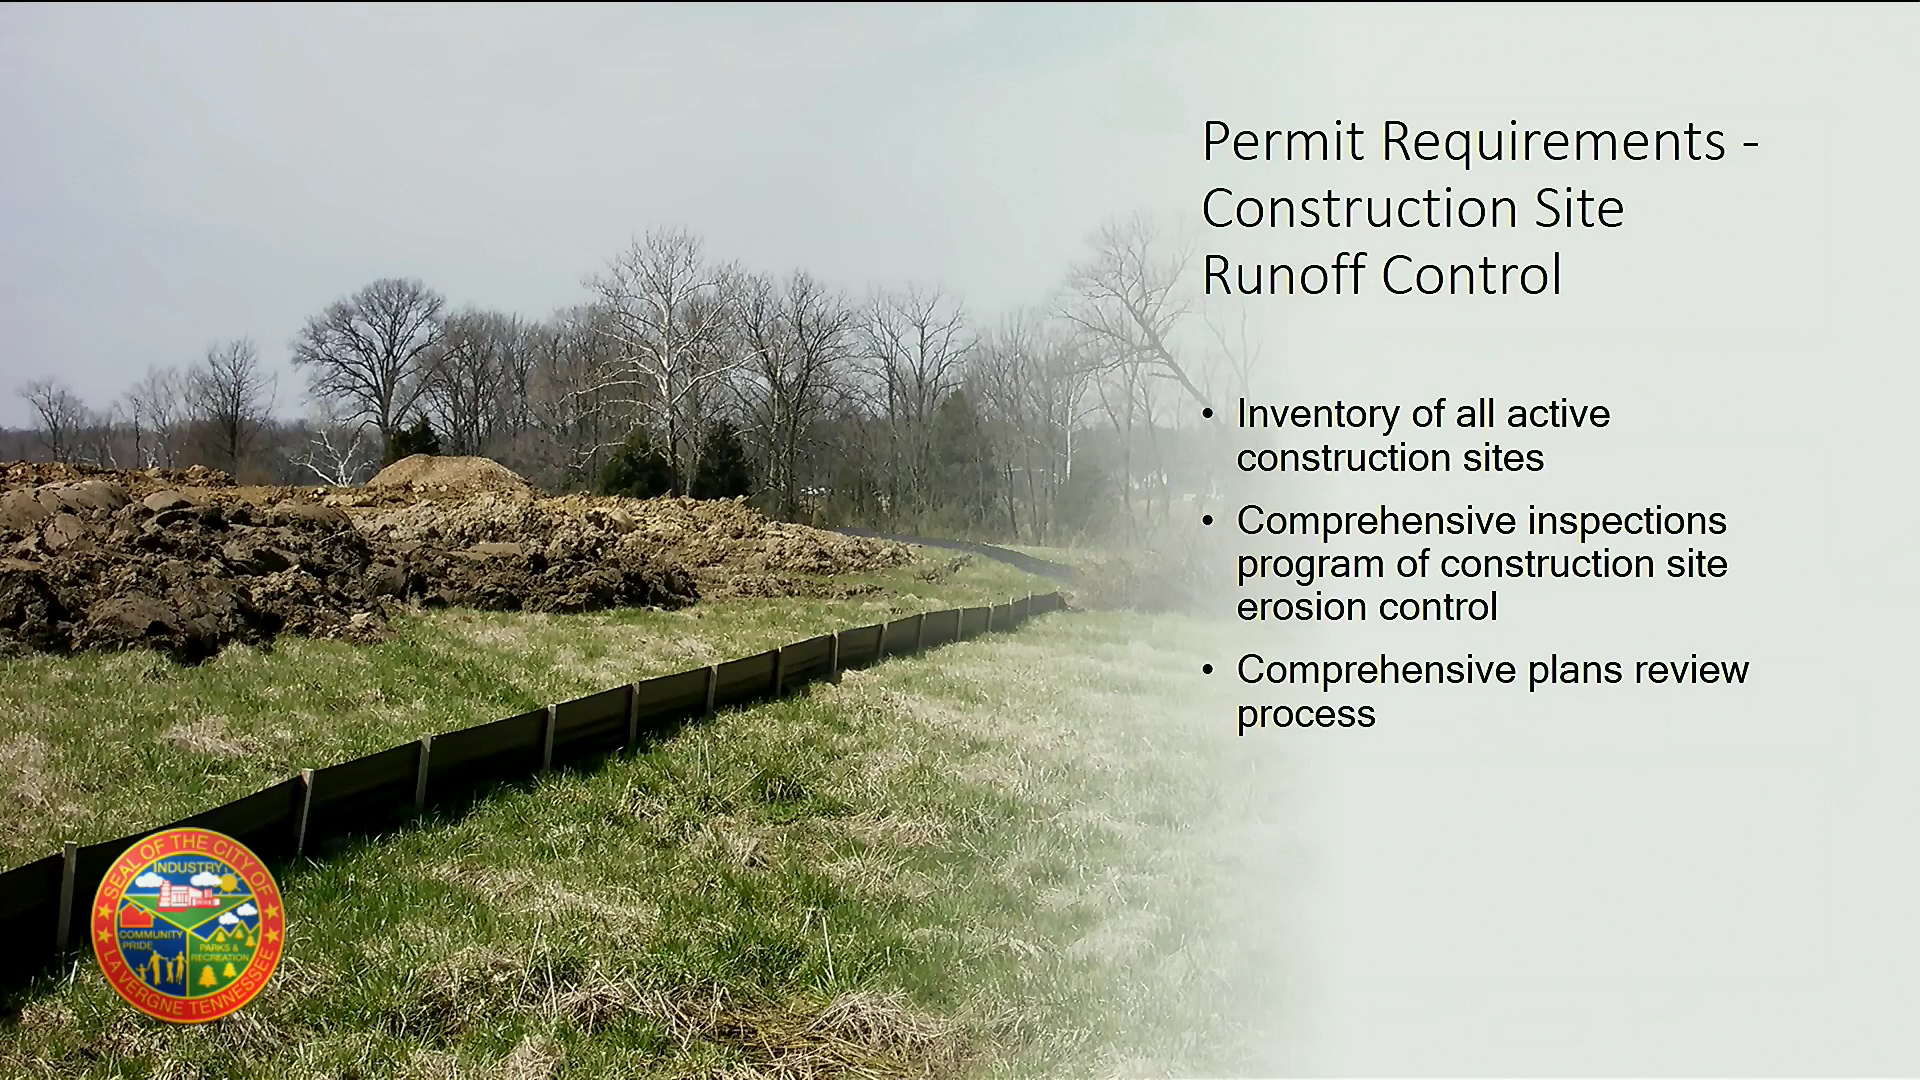 Permit Requirements -
Construction Site
Runoff Control
• Inventory of all active
construction sites
• Comprehensive inspections
program of construction site
erosion control
• Comprehensive plans review
process
SEAL OF THE CITY OF
INDUSTRY
COMMUNITY
PRIDE
PARKS &
RECREATION
LA VERGNE TENNESSEE